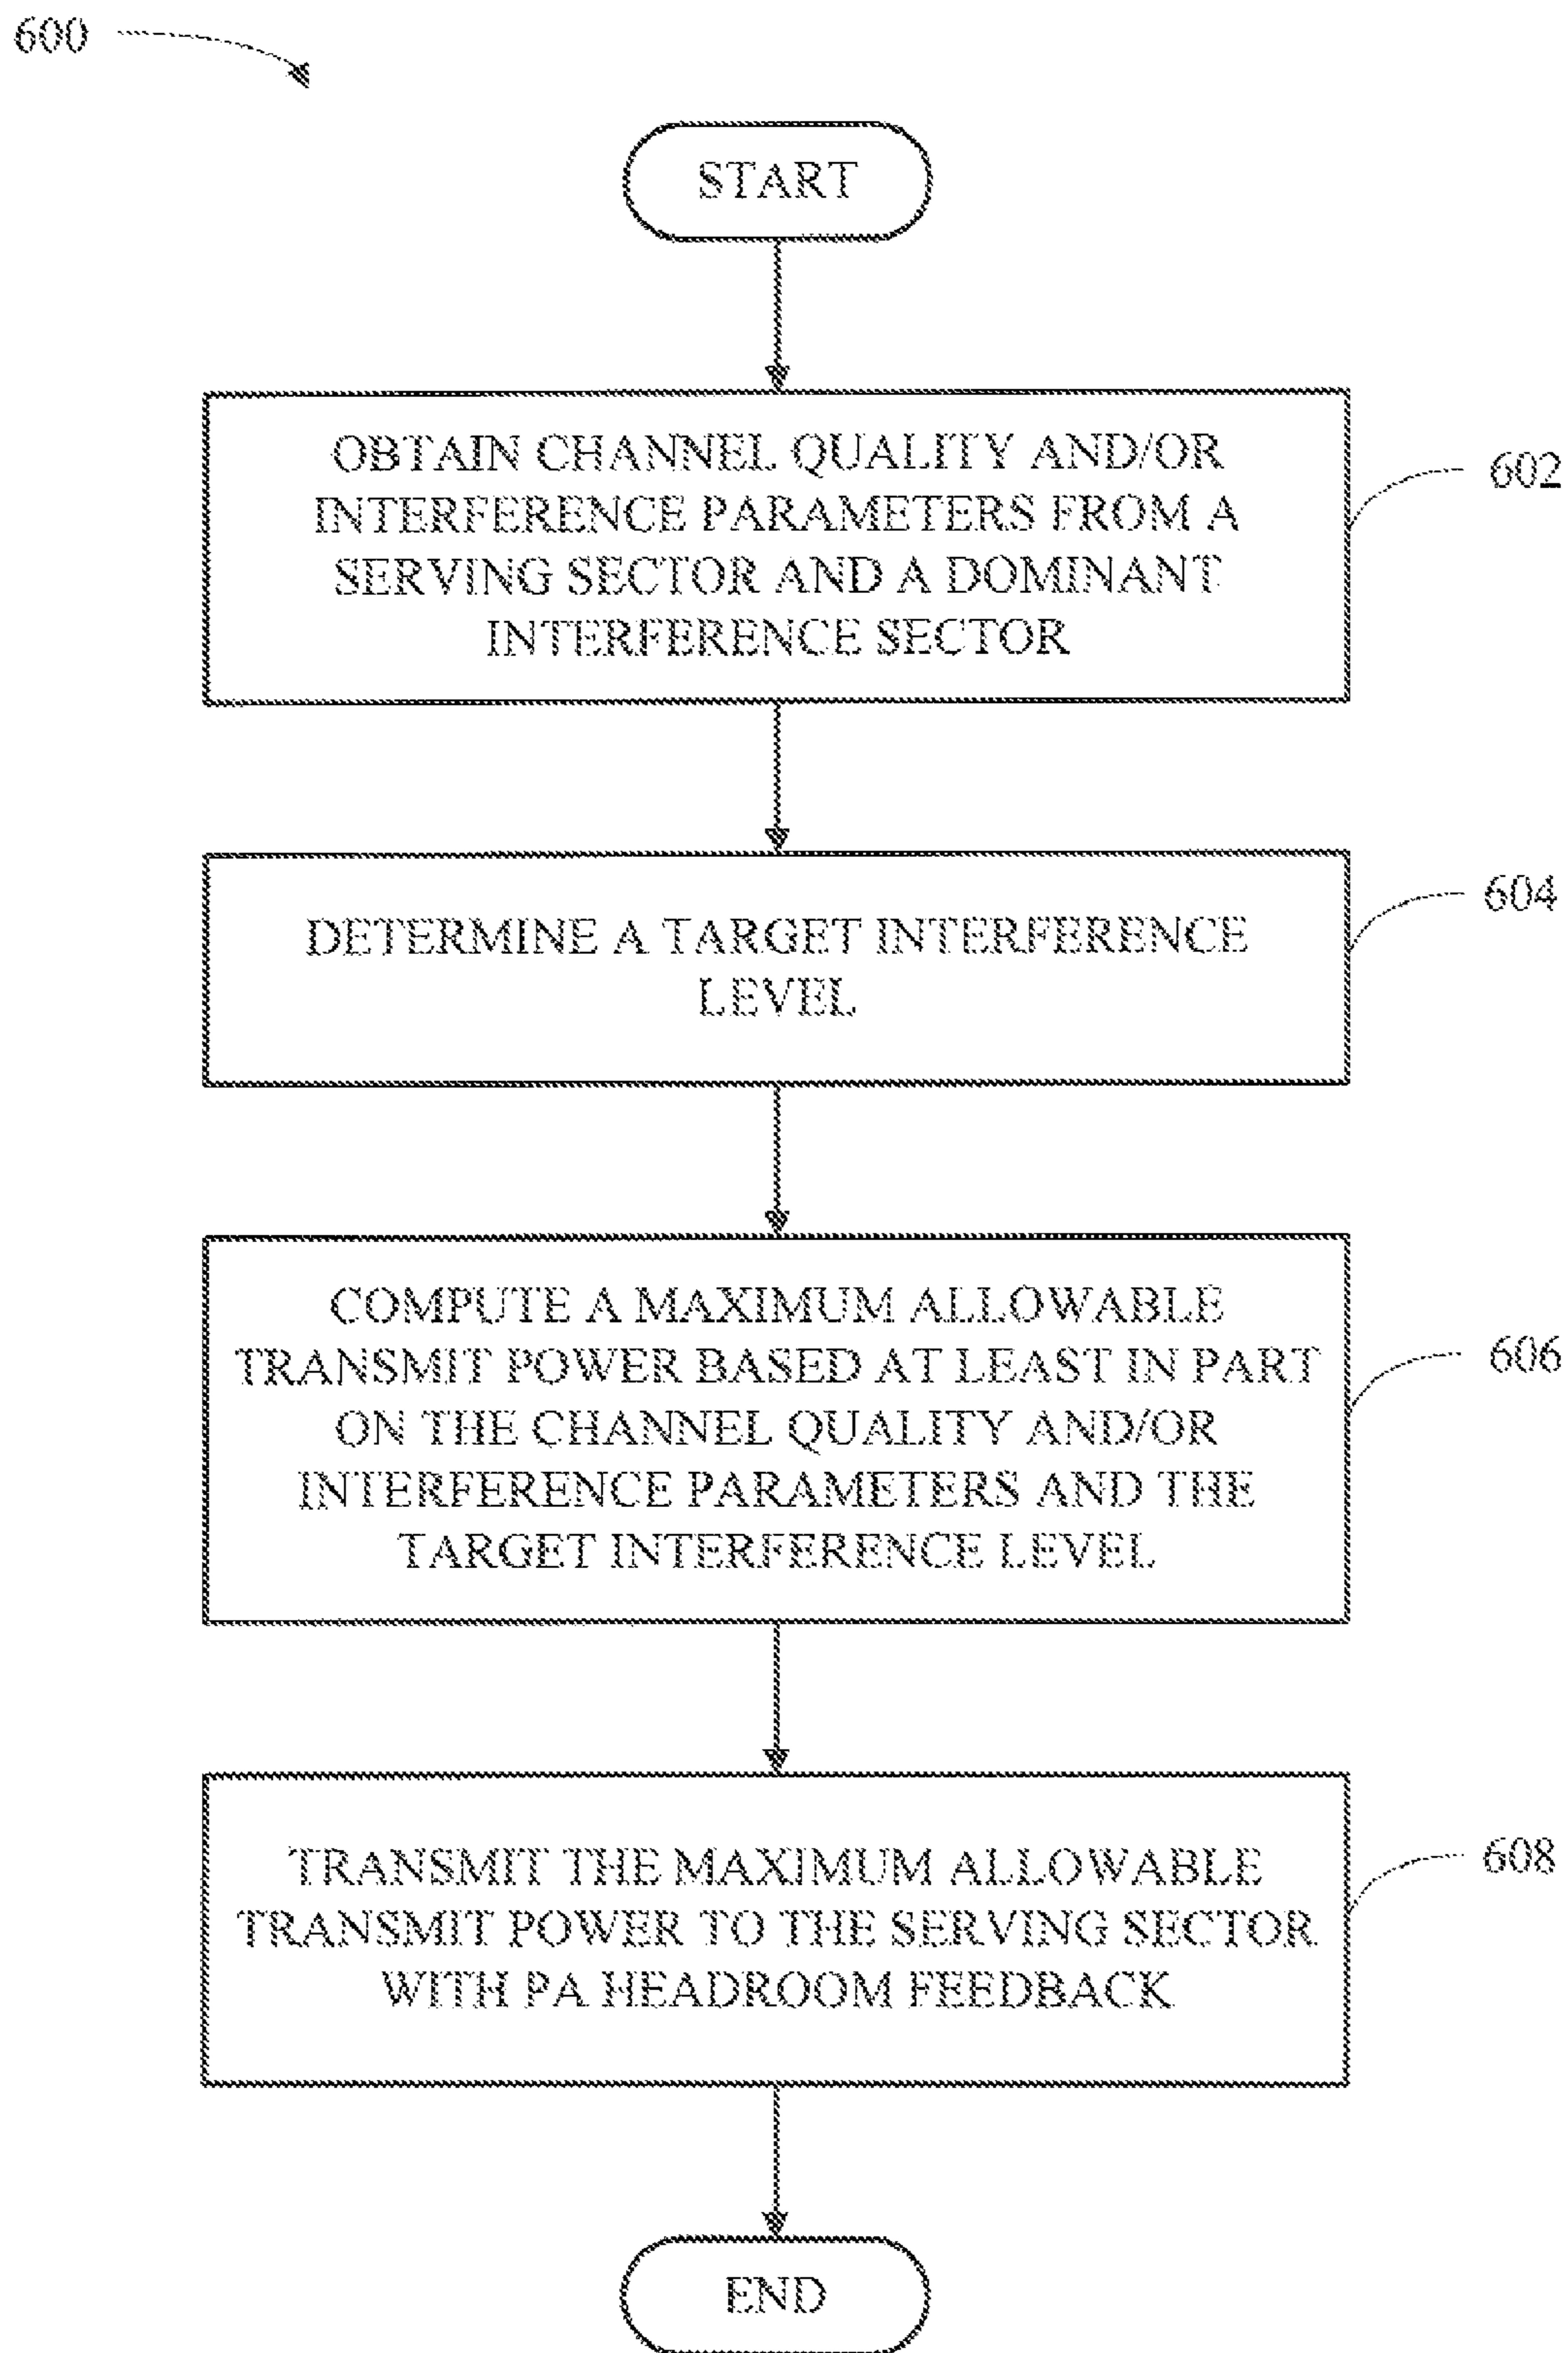 600
START
OBTAIN CHANNEL QUALITY AND/OR
INTERFERENCE PARAMETERS FROM A
SERVING SECTOR AND A DOMINANT
INTERFERENCE SECTOR
602
DETERMINE A TARGET INTERFERENCE
LEVEL
604
COMPUTE A MAXIMUM ALLOWABLE
TRANSMIT POWER BASED AT LEAST IN PART
ON THE CHANNEL QUALITY AND/OR
INTERFERENCE PARAMETERS AND THE
TARGET INTERFERENCE LEVEL
606
TRANSMIT THE MAXIMUM ALLOWABLE
TRANSMIT POWER TO THE SERVING SECTOR
WITH PA HEADROOM FEEDBACK
608
END